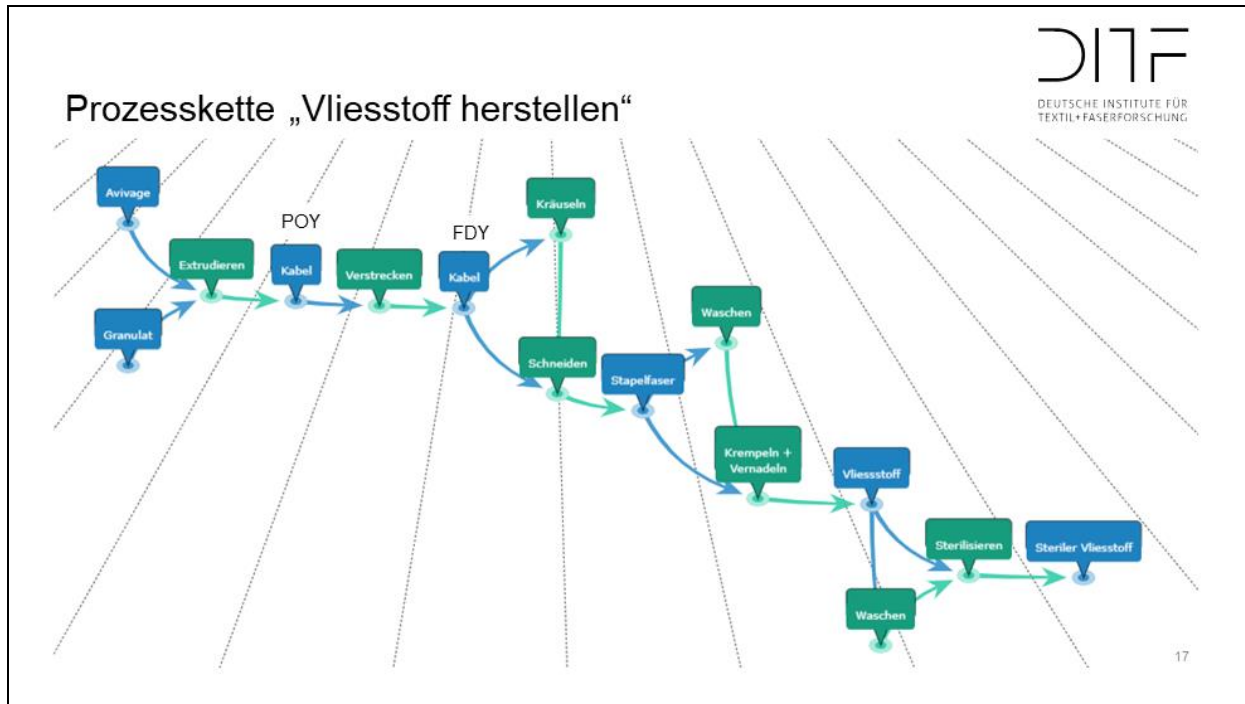 DITF
DEUTSCHE INSTITUTE FÜR
TEXTIL+FASERFORSCHUNG
Prozesskette „Vliesstoff herstellen“
Avivage
Kräuseln
POY
FDY
Extrudieren
Kabel
Verstrecken
Kabel
Granulat
Waschen
Schneiden
Stapelfaser
Krempeln +
Vernadeln
Vliessstoff
Sterilisieren
Steriler Vliesstoff
Waschen
17